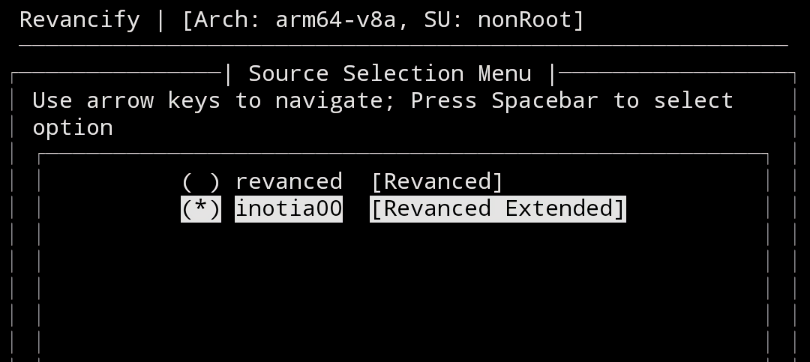 Revancify | [Arch: arm64-v8a, SU: nonRoot]
| Source Selection Menu |
Use arrow keys to navigate; Press Spacebar to select
option
( ) revanced [Revanced]
(*) inotia00 [Revanced Extended]